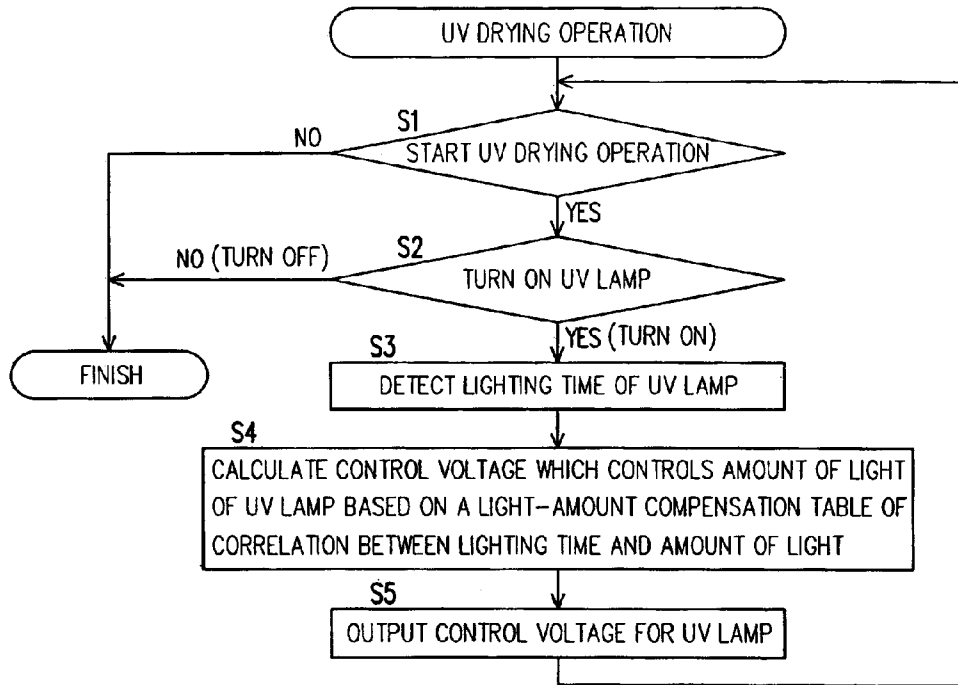 UV DRYING OPERATION
S1
NO
START UV DRYING OPERATION
YES
S2
NO (TURN OFF)
TURN ON UV LAMP
YES (TURN ON)
S3
FINISH
DETECT LIGHTING TIME OF UV LAMP
S4
CALCULATE CONTROL VOLTAGE WHICH CONTROLS AMOUNT OF LIGHT
OF UV LAMP BASED ON A LIGHT-AMOUNT COMPENSATION TABLE OF
CORRELATION BETWEEN LIGHTING TIME AND AMOUNT OF LIGHT
S5
OUTPUT CONTROL VOLTAGE FOR UV LAMP